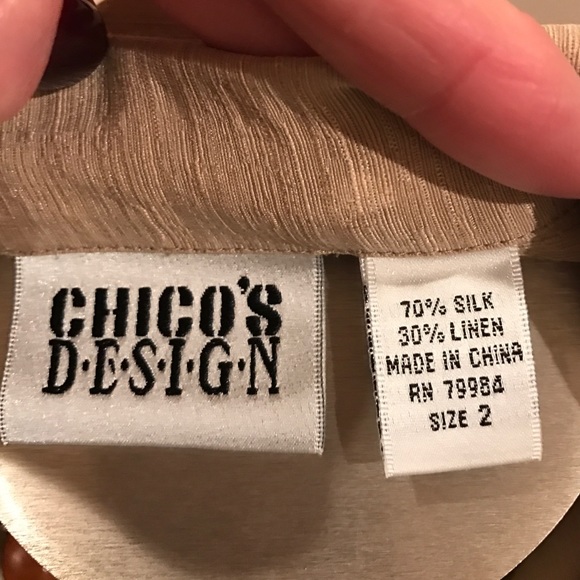 CHICO'S
D·E·S·I·G·N
70% SILK
30% LINEN
MADE IN CHINA
RN 79984
SIZE 2